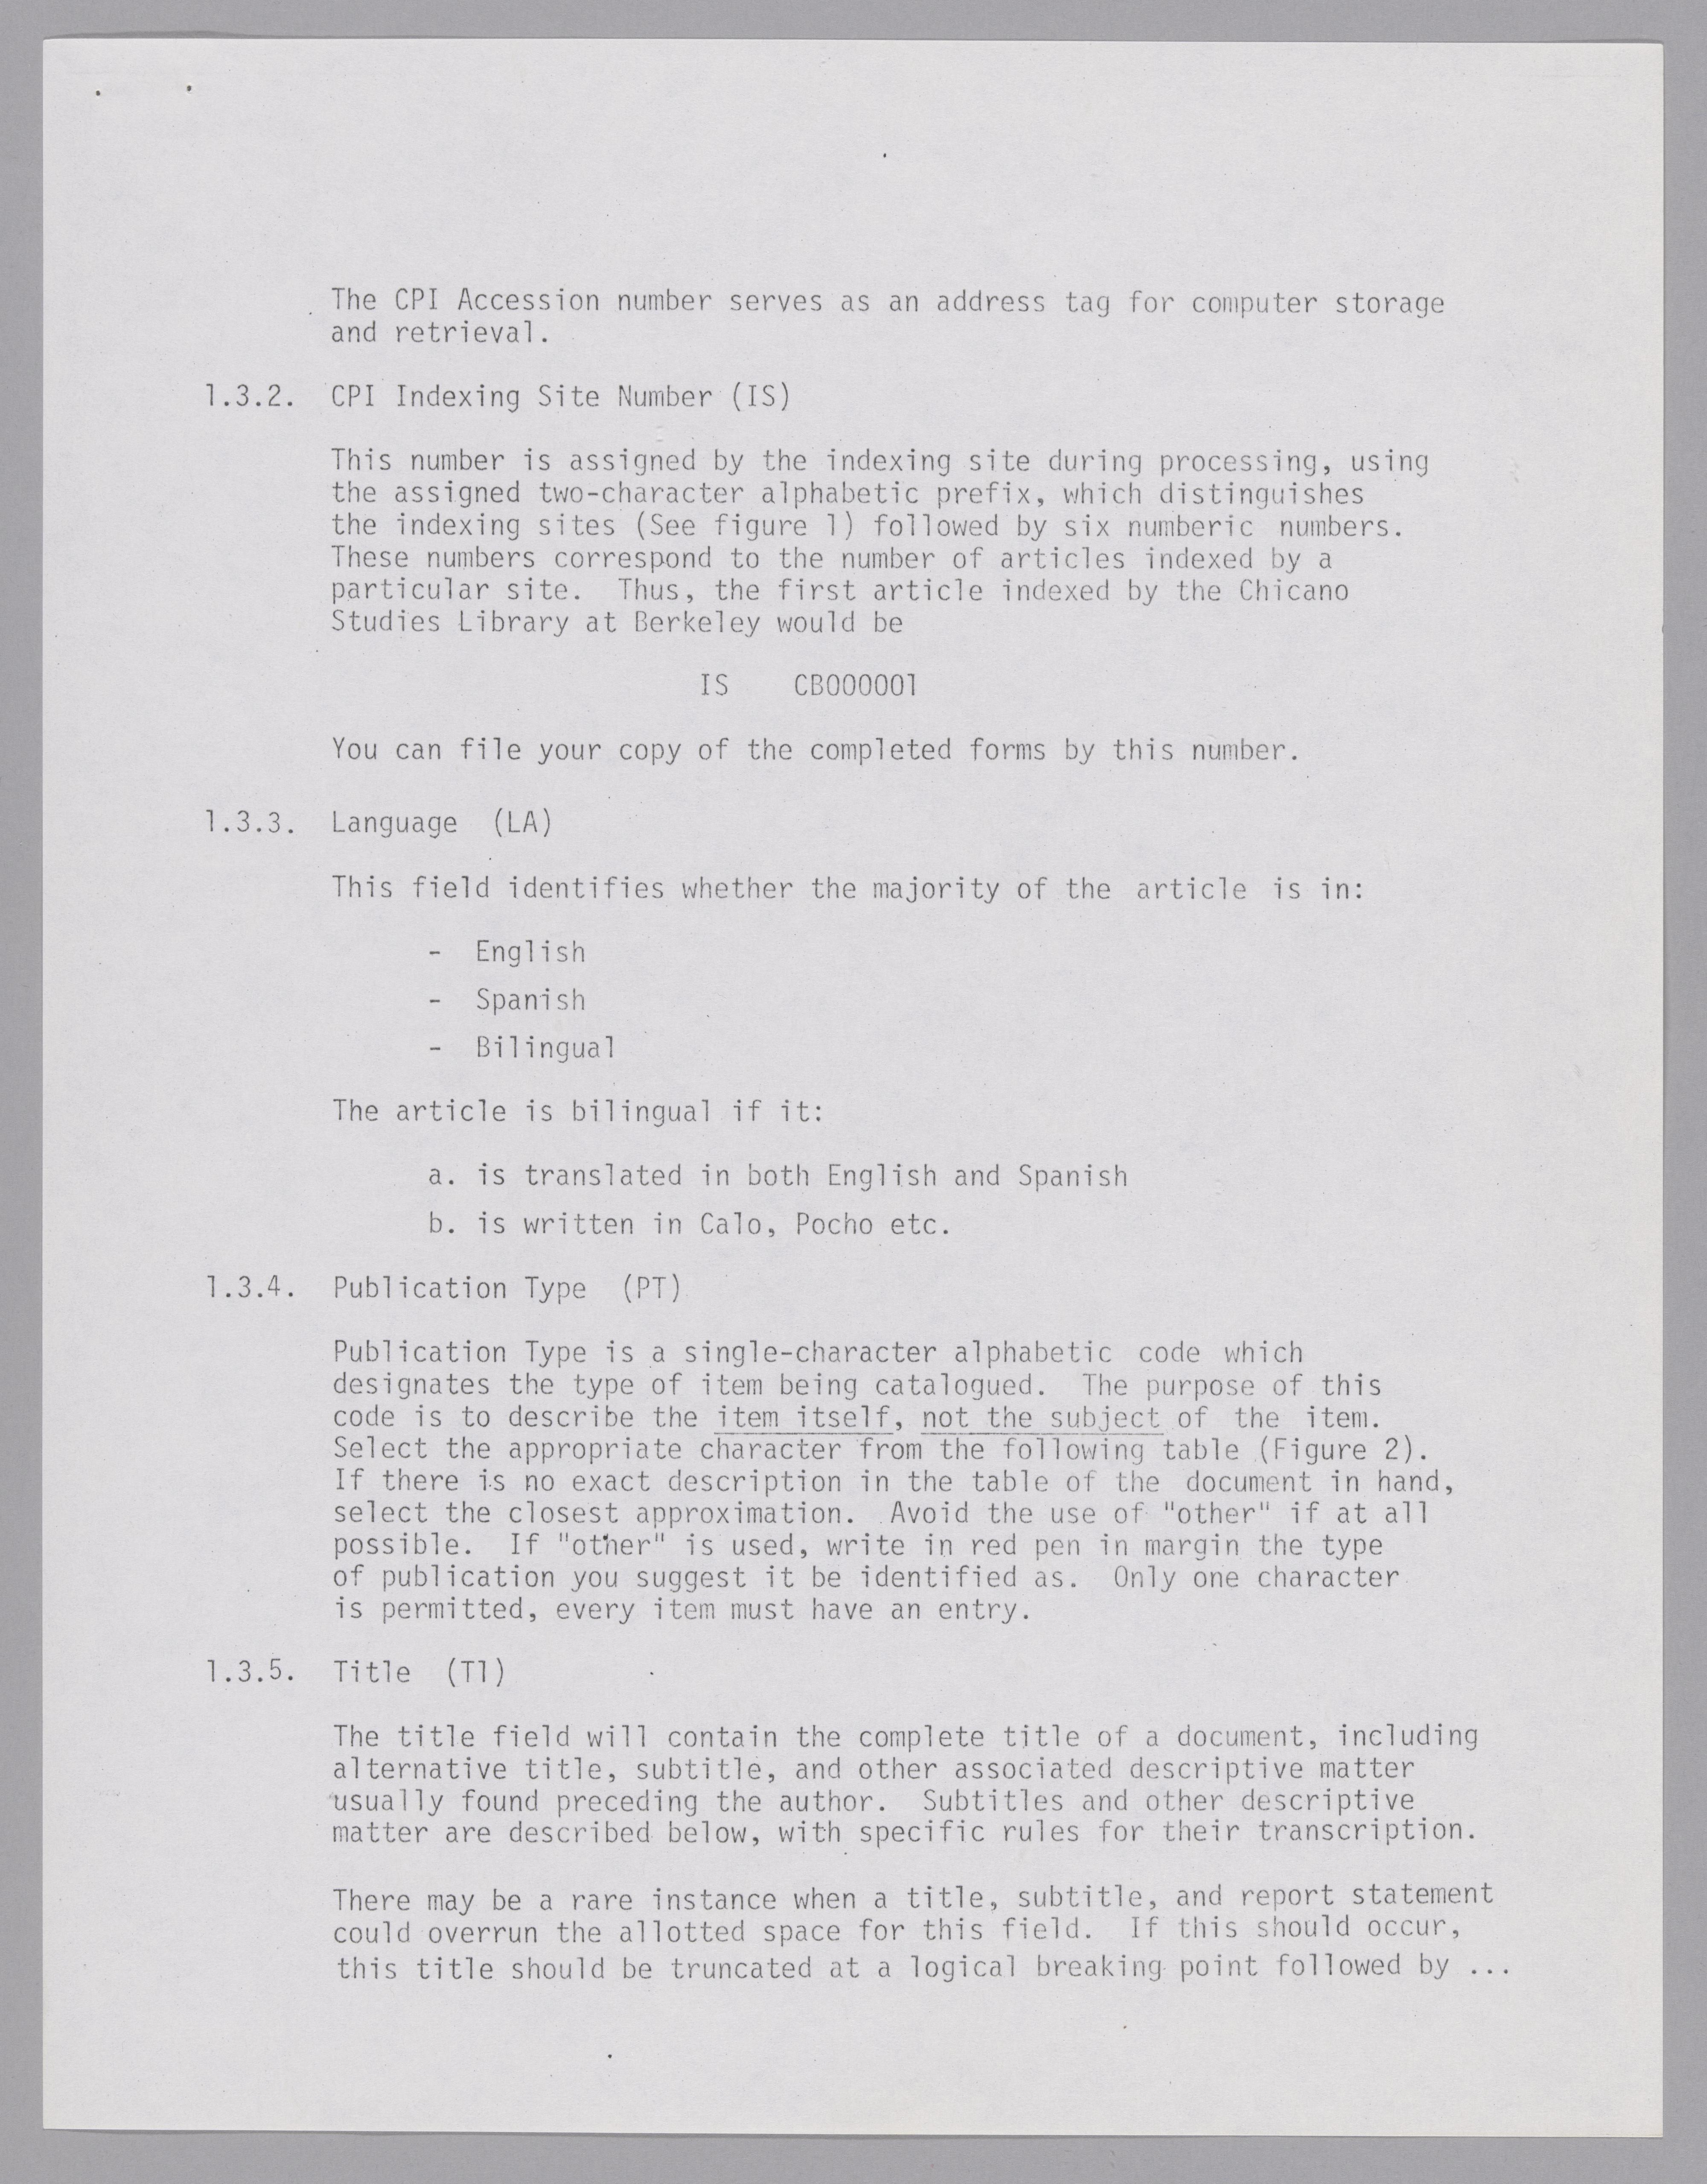 The CPI Accession number serves as an address tag for computer storage
and retrieval.
1.3.2. CPI Indexing Site Number (IS)
This number is assigned by the indexing site during processing, using
the assigned two-character alphabetic prefix, which distinguishes
the indexing sites (See figure 1) followed by six numberic numbers.
These numbers correspond to the number of articles indexed by a
particular site. Thus, the first article indexed by the Chicano
Studies Library at Berkeley would be
IS CB000001
You can file your copy of the completed forms by this number.
1.3.3. Language (LA)
This field identifies whether the majority of the article is in:
- English
- Spanish
- Bilingual
The article is bilingual if it:
a. is translated in both English and Spanish
b. is written in Calo, Pocho etc.
1.3.4. Publication Type (PT)
Publication Type is a single-character alphabetic code which
designates the type of item being catalogued. The purpose of this
code is to describe the item itself, not the subject of the item.
Select the appropriate character from the following table (Figure 2).
If there is no exact description in the table of the document in hand,
select the closest approximation. Avoid the use of "other" if at all
possible. If "other" is used, write in red pen in margin the type
of publication you suggest it be identified as. Only one character
is permitted, every item must have an entry.
1.3.5. Title (T1)
The title field will contain the complete title of a document, including
alternative title, subtitle, and other associated descriptive matter
usually found preceding the author. Subtitles and other descriptive
matter are described below, with specific rules for their transcription.
There may be a rare instance when a title, subtitle, and report statement
could overrun the allotted space for this field. If this should occur,
this title should be truncated at a logical breaking point followed by ...